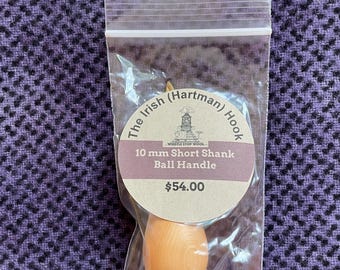 The Irish (Hartman) Hook
10 mm Short Shank
Ball Handle
$54.00